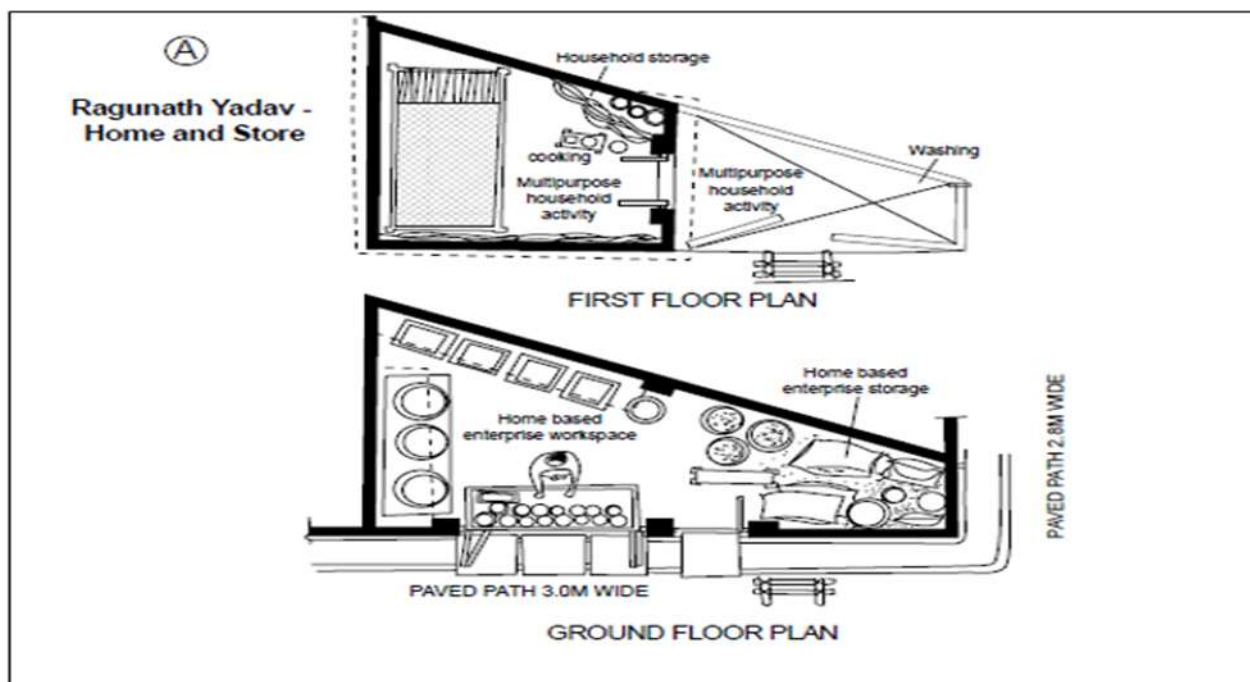 A
Ragunath Yadav -
Home and Store
Household storage
cooking
Multipurpose
household
activity
Multipurpose
household
activity
Washing
FIRST FLOOR PLAN
Home based
enterprise storage
Home based
enterprise workspace
PAVED PATH 2.8M WIDE
PAVED PATH 3.0M WIDE
GROUND FLOOR PLAN